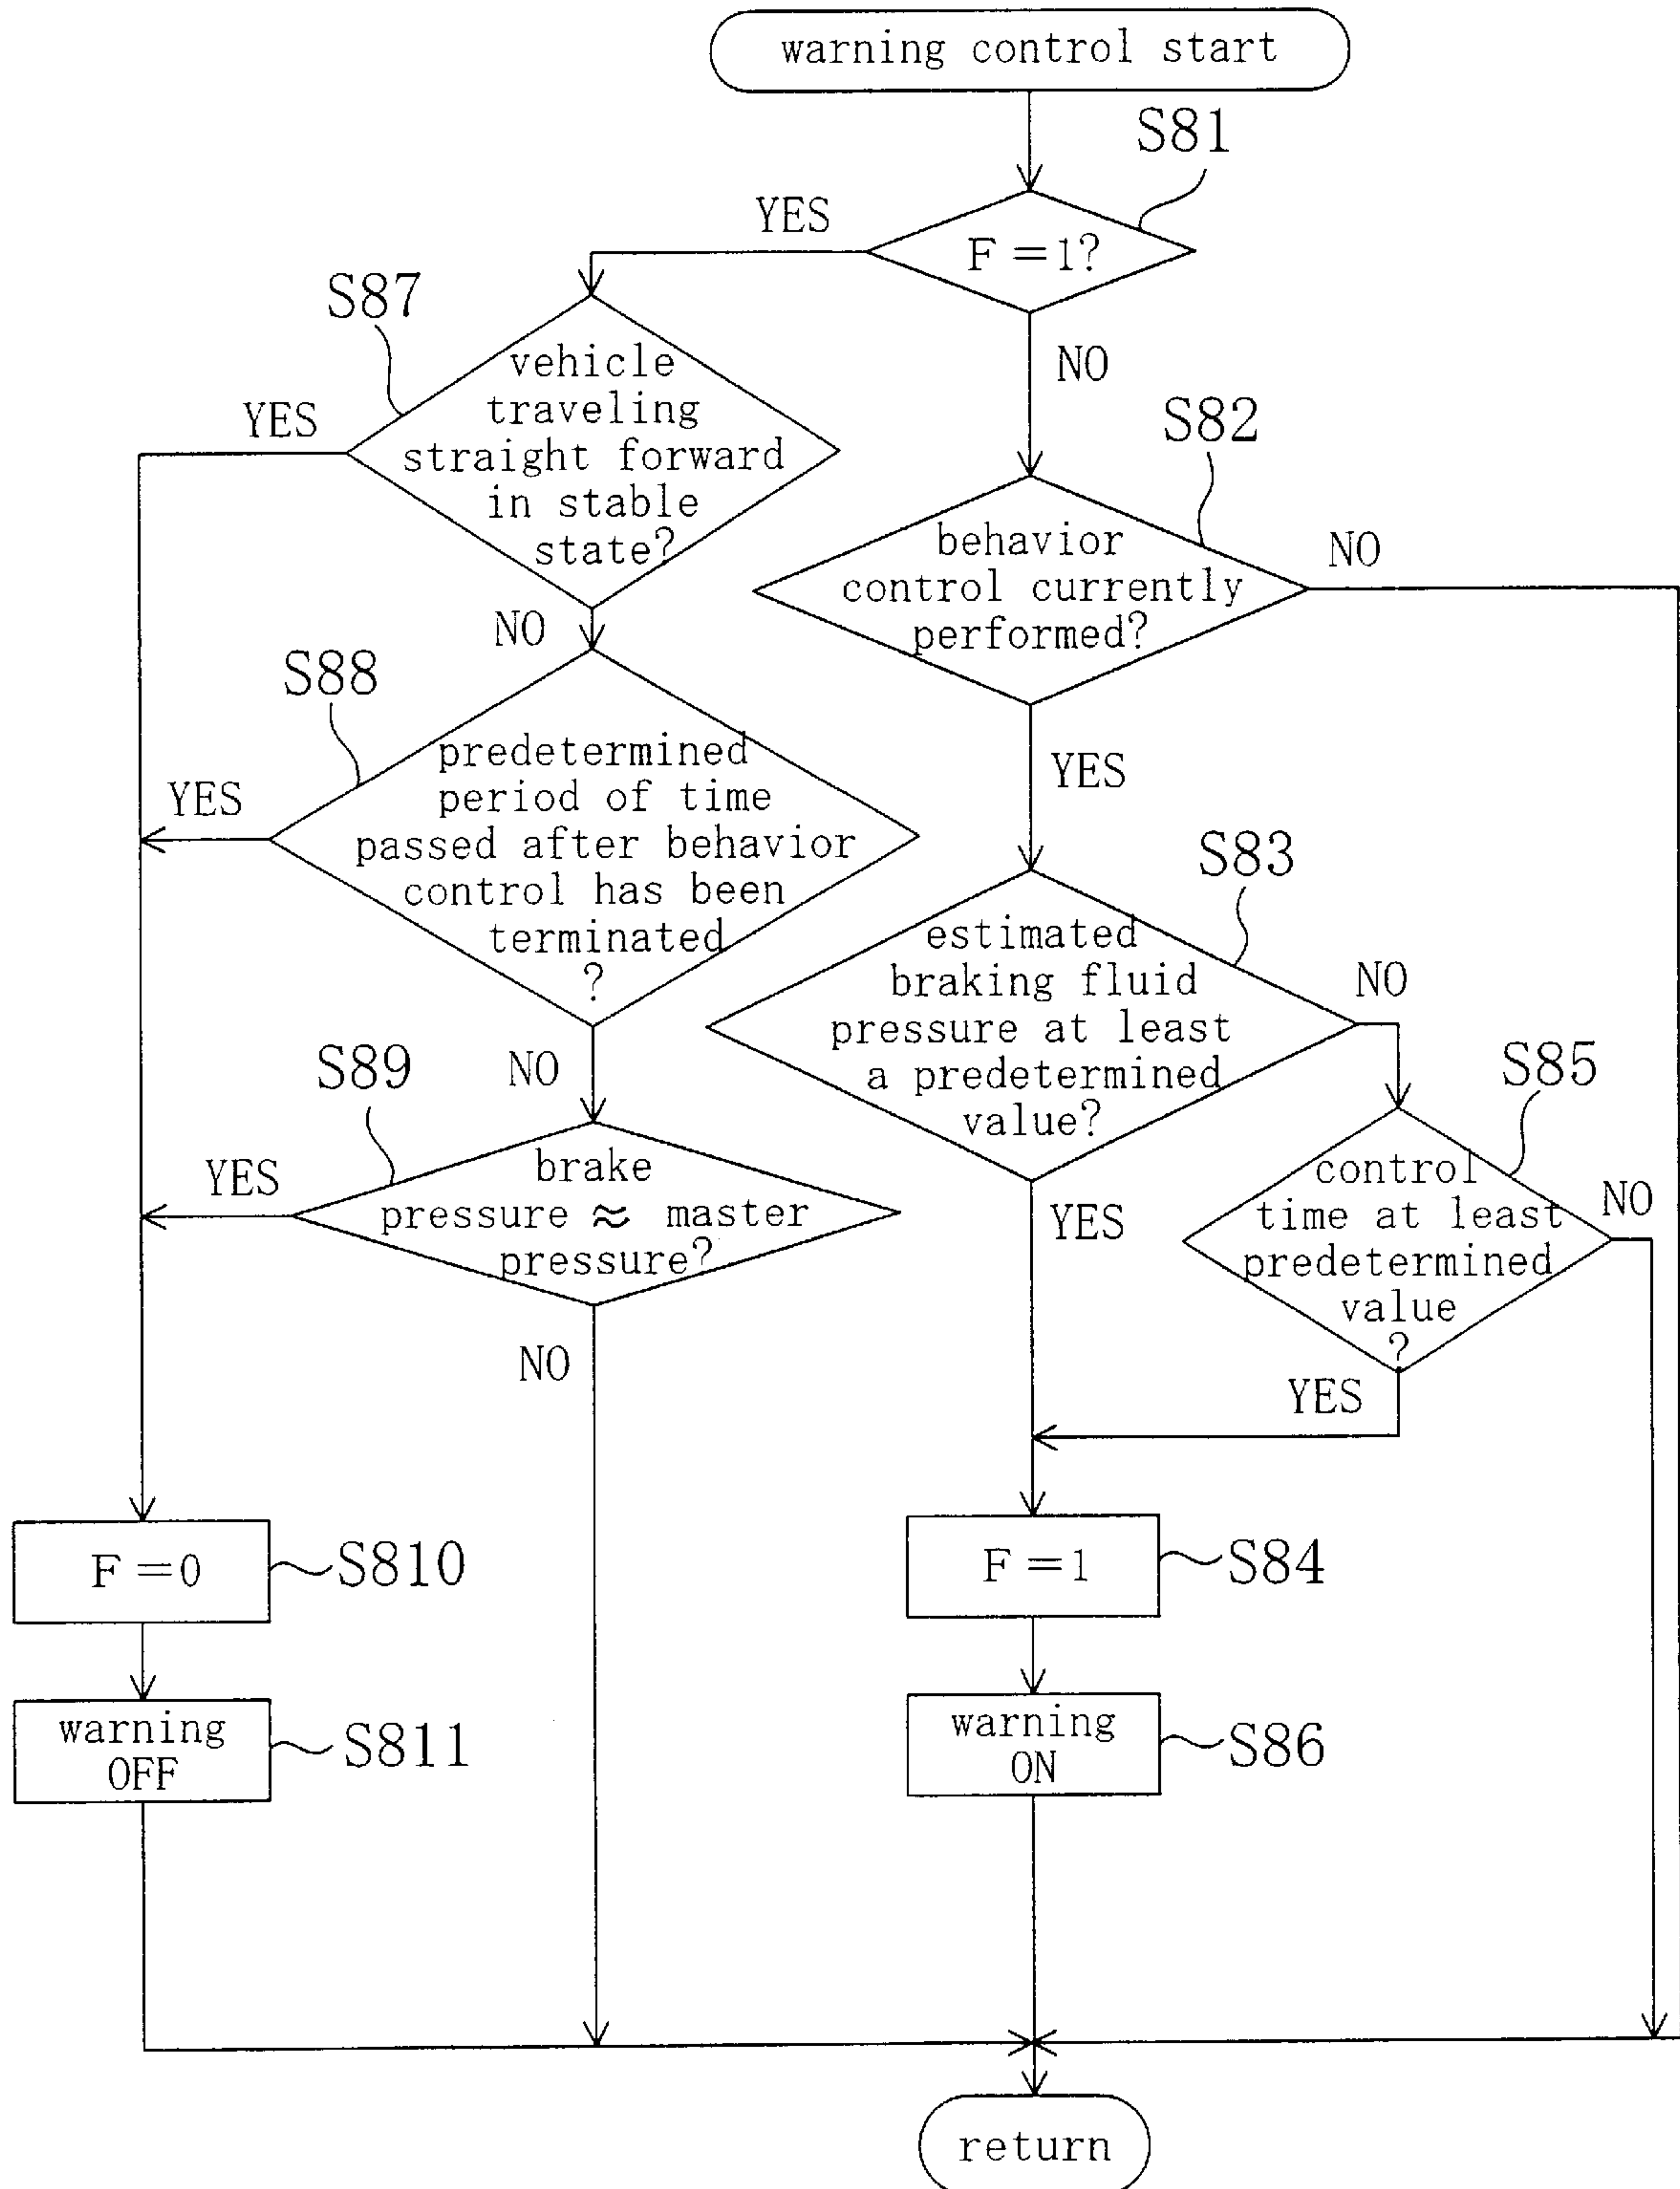 warning control start
S81
YES
F = 1?
S87
NO
vehicle
traveling
straight forward
in stable
state?
YES
S82
behavior
control currently
performed?
NO
NO
S88
predetermined
period of time
passed after behavior
control has been
terminated
?
YES
YES
S83
estimated
braking fluid
pressure at least
a predetermined
value?
NO
NO
S89
S85
brake
pressure ≈ master
pressure?
YES
YES
control
time at least
predetermined
value
?
NO
NO
YES
F = 0
S810
F = 1
S84
warning
OFF
S811
warning
ON
S86
return